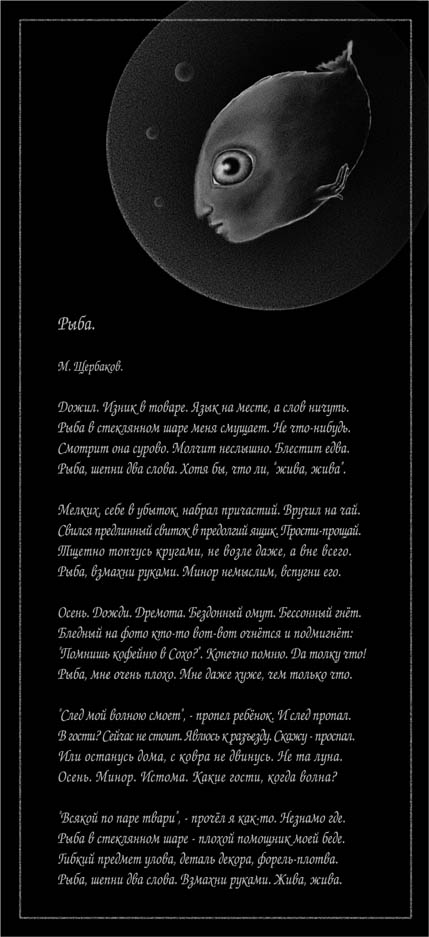 Рыба.
М. Щербаков.
Дожил. Изник в товаре. Язык на месте, а слов ничуть.
Рыба в стеклянном шаре меня смущает. Не что-нибудь.
Смотрит она сурово. Молчит неслышно. Блестит едва.
Рыба, шепни два слова. Хотя бы, что ли, "жива, жива".
Мелких, себе в убыток, набрал причастий. Вручил на чай.
Свился предлинный свиток в предолгий ящик. Прости-прощай.
Тщетно топчусь кругами, не возле даже, а вне всего.
Рыба, взмахни руками. Минор немыслим, вспугни его.
Осень. Дожди. Дремота. Бездонный омут. Бессонный гнёт.
Бледный на фото кто-то вот-вот очнётся и подмигнёт:
"Помнишь кофейню в Сохо?". Конечно помню. Да толку что!
Рыба, мне очень плохо. Мне даже хуже, чем только что.
"След мой волною смоет", - пропел ребёнок. И след пропал.
В гости? Сейчас не стоит. Явлюсь к разъезду. Скажу - проспал.
Или останусь дома, с ковра не двинусь. Не та луна.
Осень. Минор. Истома. Какие гости, когда волна?
"Всякой по паре твари", - прочёл я как-то. Незнамо где.
Рыба в стеклянном шаре - плохой помощник моей беде.
Гибкий предмет улова, деталь декора, форель-плотва.
Рыба, шепни два слова. Взмахни руками. Жива, жива.